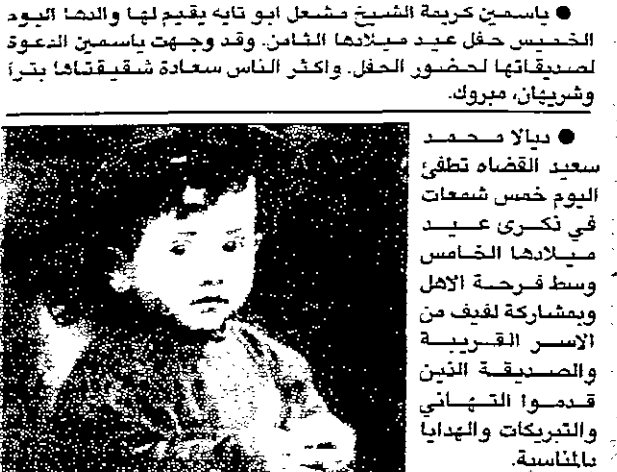 ● ياسمين كريمة الشيخ مشعل ابو تايه يقيم لها والدها اليوم
الخميس حفل عيد ميلادها الثامن. وقد وجهت ياسمين الدعوة
لصديقاتها لحضور الحفل. واكثر الناس سعادة شقيقتاها بترا
وشريهان، مبروك.
● ديالا محمد
سعيد القضاه تطفئ
اليوم خمس شمعات
في ذكرى عيد
ميلادها الخامس
وسط فرحة الاهل
وبمشاركة لفيف من
الاسر القريبة
والصديقة الذين
قدموا التهاني
والتبريكات والهدايا
بالمناسبة.